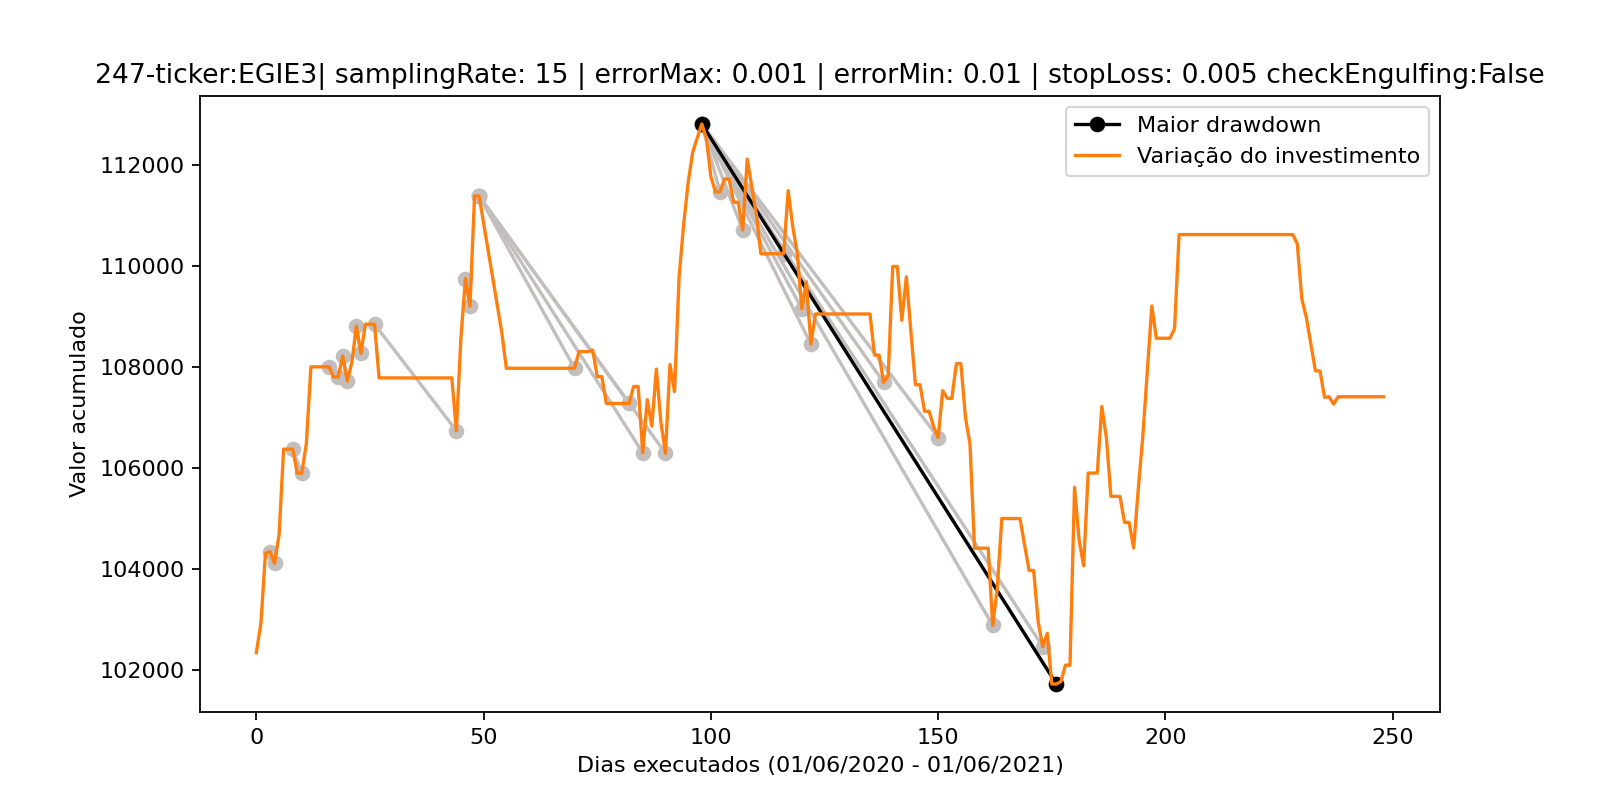 247-ticker:EGIE3| samplingRate: 15 | errorMax: 0.001 | errorMin: 0.01 | stopLoss: 0.005 checkEngulfing:False
Maior drawdown
Variação do investimento
Valor acumulado
112000
110000
108000
106000
104000
102000
0 50 100 150 200 250
Dias executados (01/06/2020 - 01/06/2021)